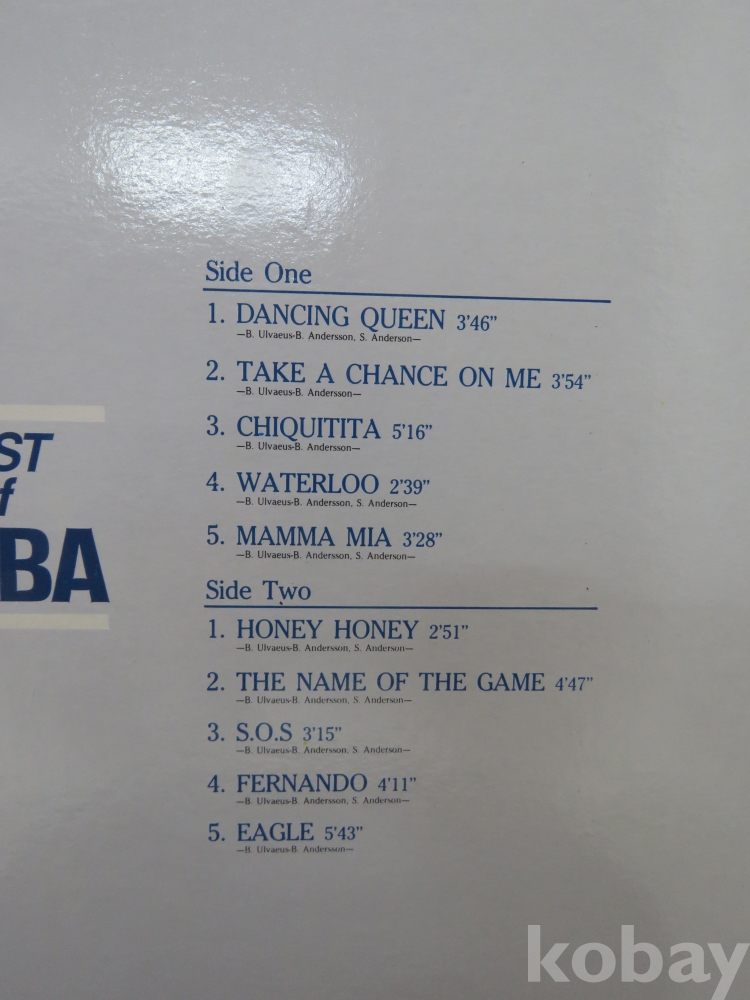 Side One
1. DANCING QUEEN 3'46"
—B. Ulvaeus-B. Andersson, S. Anderson—
2. TAKE A CHANCE ON ME 3'54"
—B. Ulvaeus-B. Andersson—
3. CHIQUITITA 5'16"
—B. Ulvaeus-B. Andersson—
4. WATERLOO 2'39"
—B. Ulvaeus-B. Andersson, S. Anderson—
5. MAMMA MIA 3'28"
—B. Ulvaeus-B. Andersson, S. Anderson—
ST
f
BA
Side Two
1. HONEY HONEY 2'51"
—B. Ulvaeus-B. Andersson, S. Anderson—
2. THE NAME OF THE GAME 4'47"
—B. Ulvaeus-B. Andersson, S. Anderson—
3. S.O.S 3'15"
—B. Ulvaeus-B. Andersson, S. Anderson—
4. FERNANDO 4'11"
—B. Ulvaeus-B. Andersson, S. Anderson—
5. EAGLE 5'43"
—B. Ulvaeus-B. Andersson—
kobay